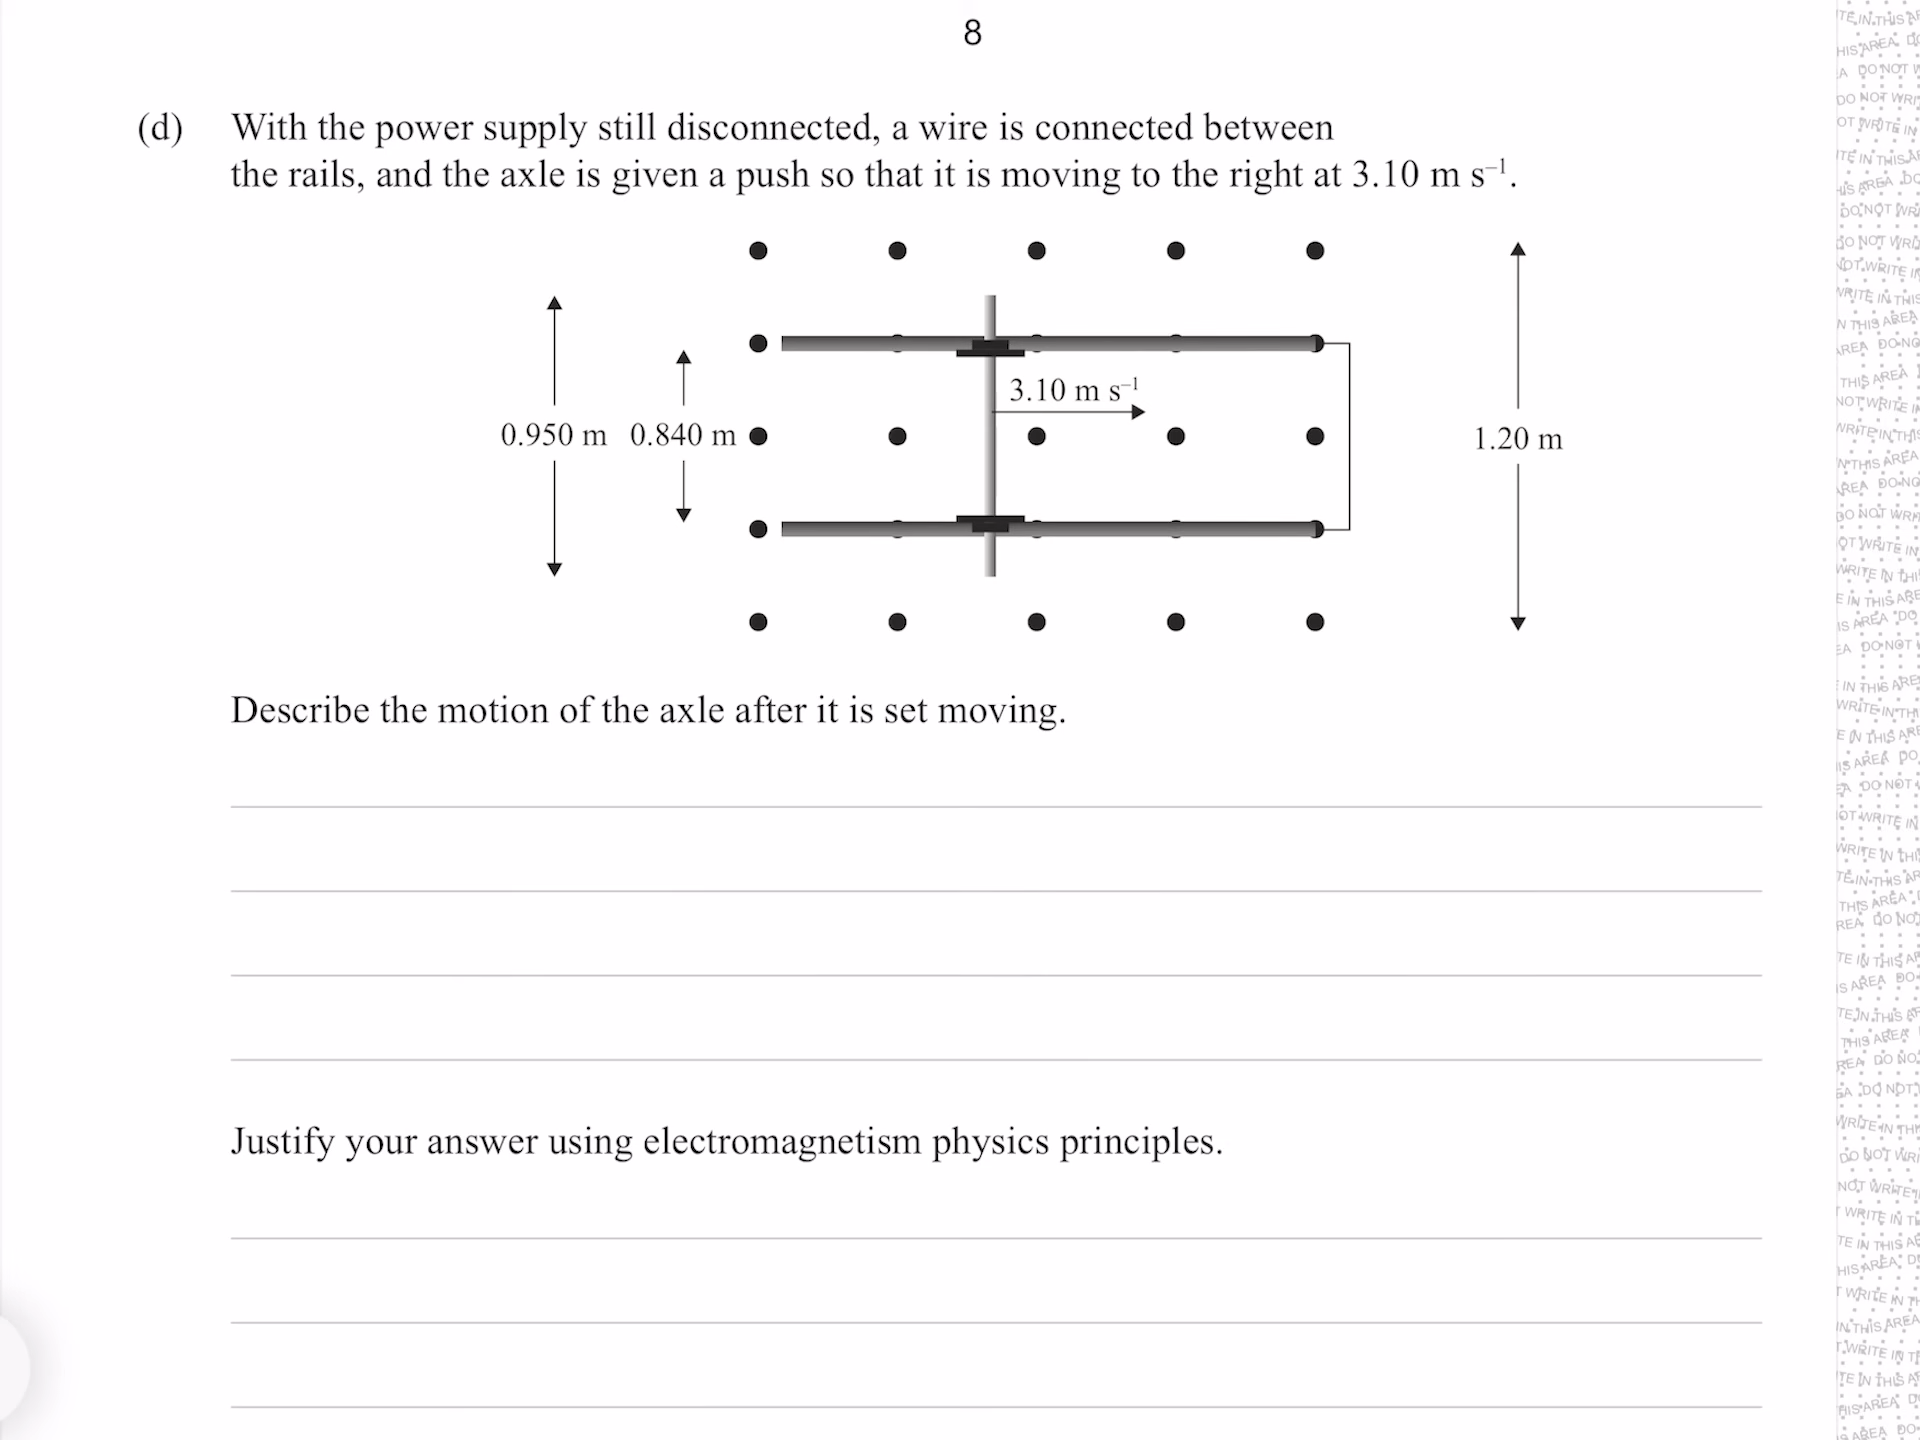 8
(d) With the power supply still disconnected, a wire is connected between
the rails, and the axle is given a push so that it is moving to the right at 3.10 m s⁻¹.
3.10 m s⁻¹
0.950 m 0.840 m 1.20 m
Describe the motion of the axle after it is set moving.
Justify your answer using electromagnetism physics principles.